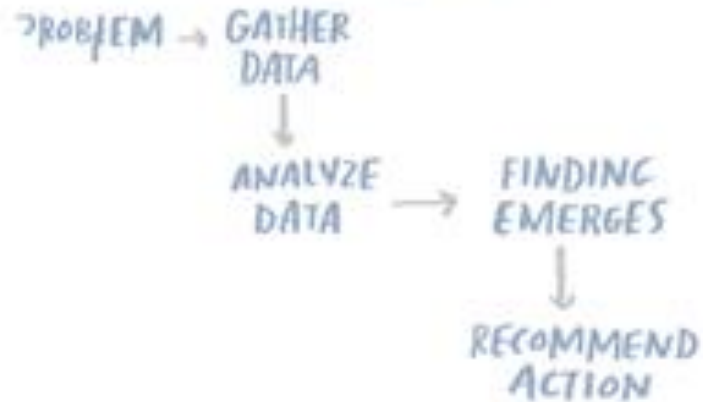 PROBLEM → GATHER
DATA
ANALYZE
DATA
→ FINDING
EMERGES
RECOMMEND
ACTION